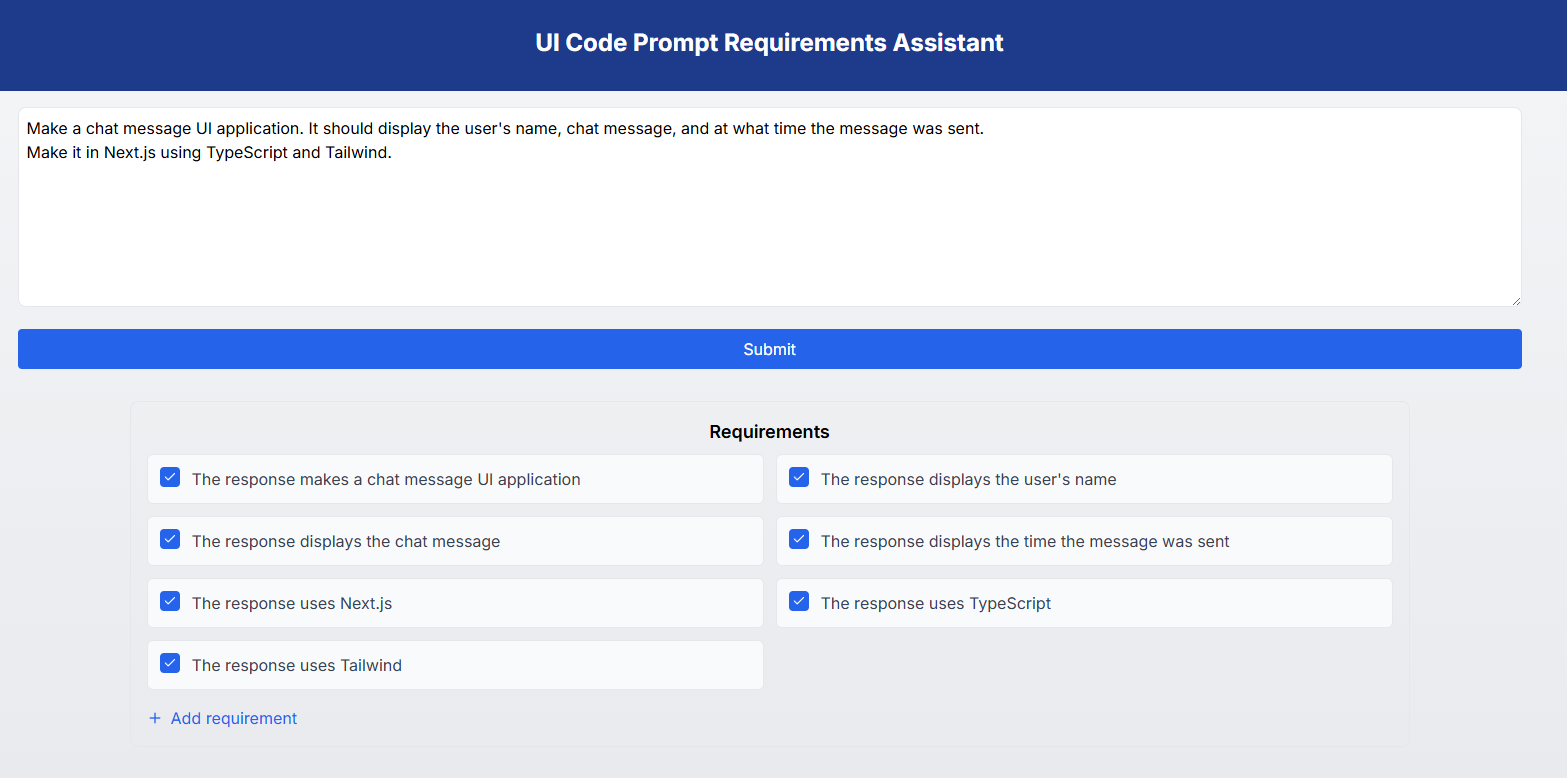 UI Code Prompt Requirements Assistant
Make a chat message UI application. It should display the user's name, chat message, and at what time the message was sent.
Make it in Next.js using TypeScript and Tailwind.
Submit
Requirements
The response makes a chat message UI application
The response displays the user's name
The response displays the chat message
The response displays the time the message was sent
The response uses Next.js
The response uses TypeScript
The response uses Tailwind
+ Add requirement